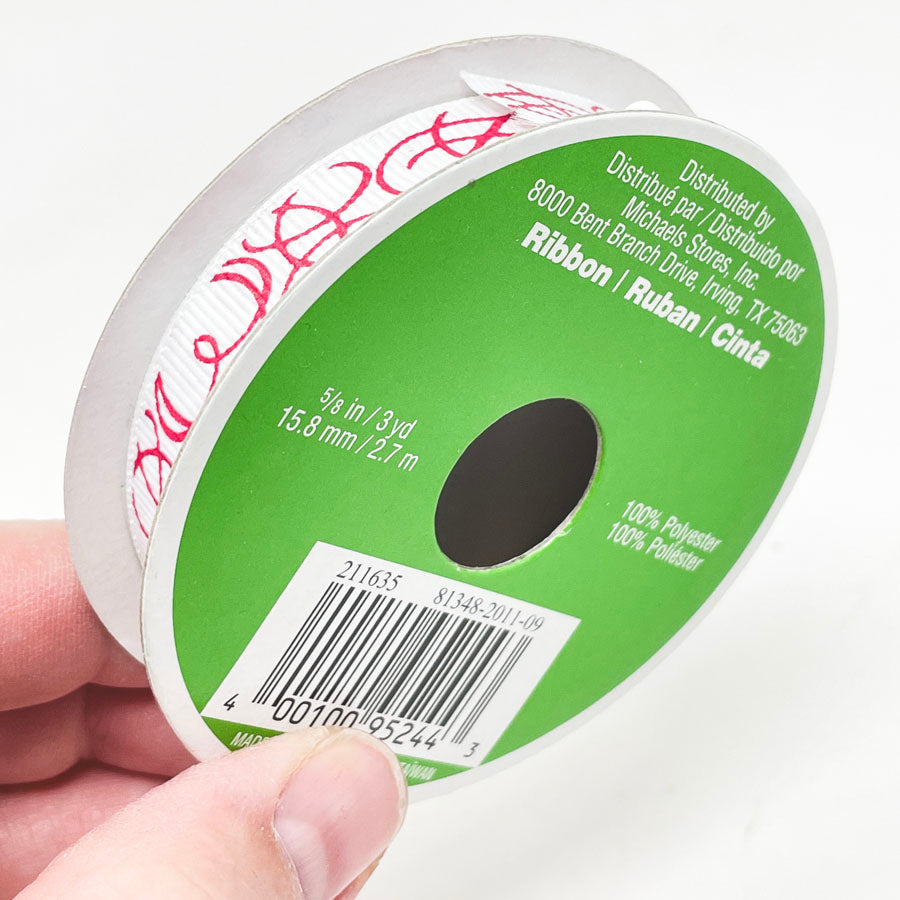 Distributed by
Distribué par / Distribuido por
Michaels Stores, Inc.
8000 Bent Branch Drive, Irving, TX 75063
Ribbon | Ruban | Cinta
5/8 in / 3 yd
15.8 mm / 2.7 m
100% Polyester
100% Poliéster
211635
81348-2011-09
4 00100 95244 3